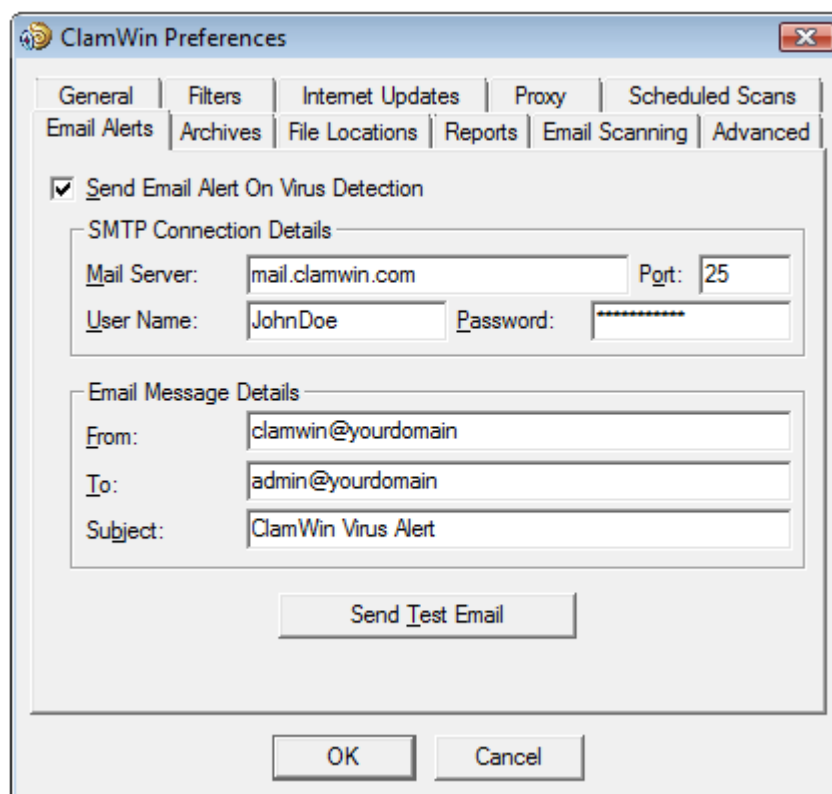 ClamWin Preferences
General Filters Internet Updates Proxy Scheduled Scans
Email Alerts Archives File Locations Reports Email Scanning Advanced
Send Email Alert On Virus Detection
SMTP Connection Details
Mail Server: mail.clamwin.com Port: 25
User Name: JohnDoe Password: ***********
Email Message Details
From: clamwin@yourdomain
To: admin@yourdomain
Subject: ClamWin Virus Alert
Send Test Email
OK Cancel